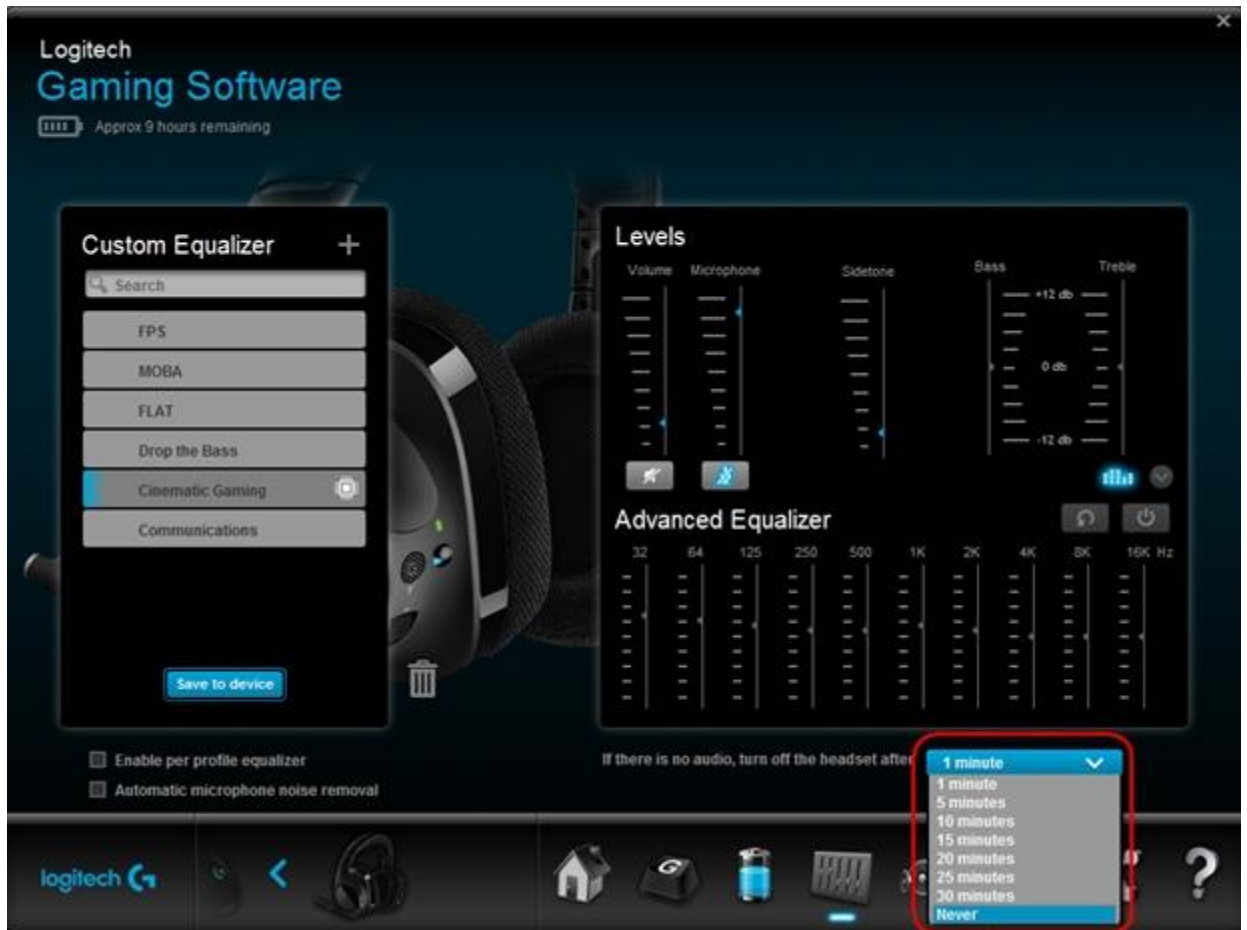 Logitech
Gaming Software
Approx 9 hours remaining
Custom Equalizer +
Search
FPS
MOBA
FLAT
Drop the Bass
Cinematic Gaming
Communications
Save to device
Enable per profile equalizer
Automatic microphone noise removal
Levels
Volume Microphone Sidetone Bass Treble
+12 db
0 db
-12 db
Advanced Equalizer
32 64 125 250 500 1K 2K 4K 8K 16K Hz
If there is no audio, turn off the headset after
1 minute
1 minute
5 minutes
10 minutes
15 minutes
20 minutes
25 minutes
30 minutes
Never
logitech G
G
?